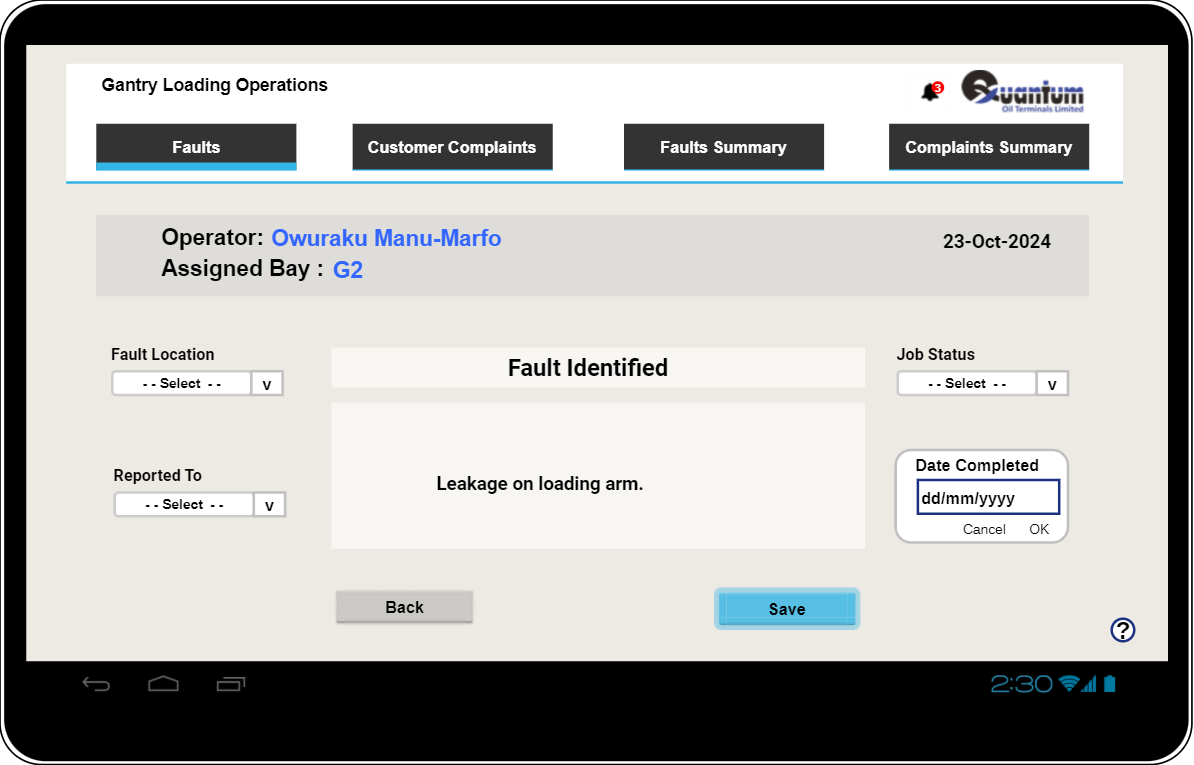 Gantry Loading Operations
3
Quantum
Oil Terminals Limited
Faults
Customer Complaints
Faults Summary
Complaints Summary
Operator: Owuraku Manu-Marfo
23-Oct-2024
Assigned Bay : G2
Fault Location
- - Select - -
v
Fault Identified
Job Status
- - Select - -
v
Reported To
- - Select - -
v
Leakage on loading arm.
Date Completed
dd/mm/yyyy
Cancel OK
Back
Save
?
2:30